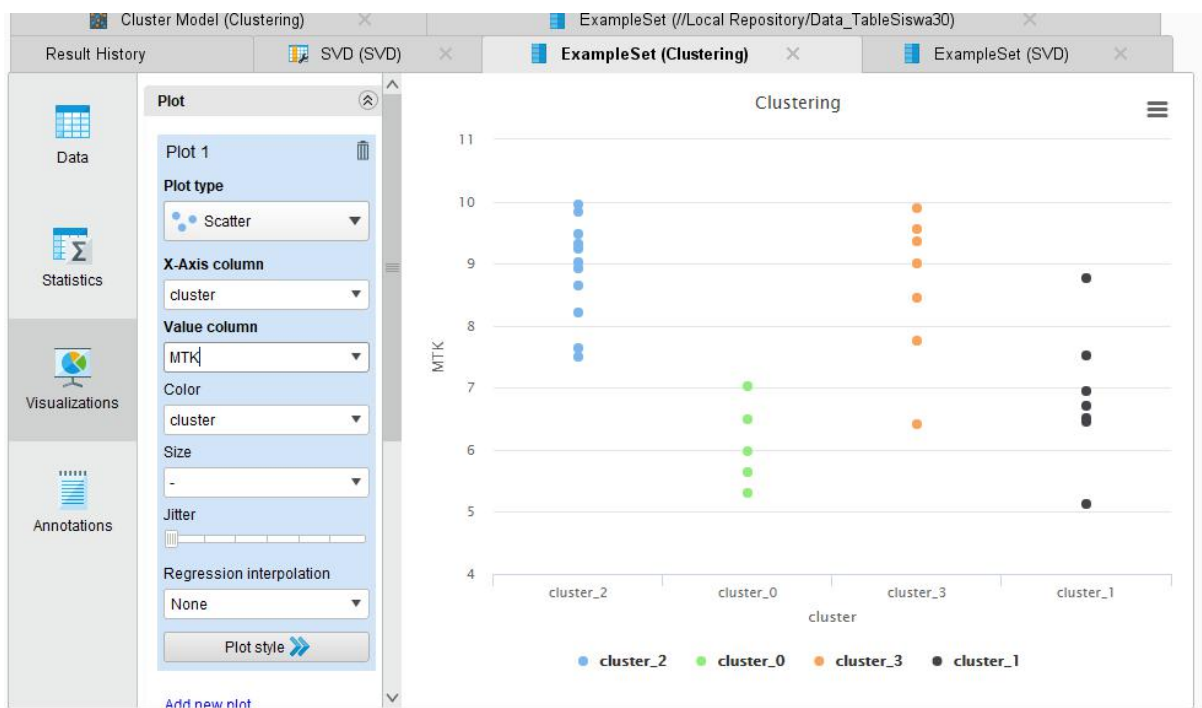 Cluster Model (Clustering)
ExampleSet (//Local Repository/Data_TableSiswa30)
Result History
SVD (SVD)
ExampleSet (Clustering)
ExampleSet (SVD)
Data
Statistics
Visualizations
Annotations
Plot
Plot 1
Plot type
Scatter
X-Axis column
cluster
Value column
MTK
Color
cluster
Size
-
Jitter
Regression interpolation
None
Plot style
Add new plot
Clustering
11
10
9
8
7
6
5
4
MTK
cluster_2 cluster_0 cluster_3 cluster_1
cluster
cluster_2 cluster_0 cluster_3 cluster_1